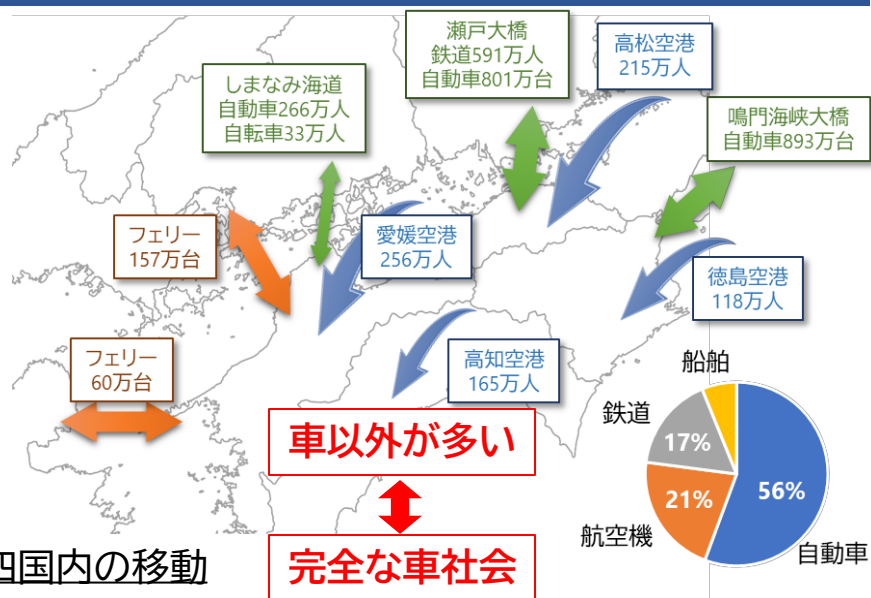 瀬戸大橋
鉄道591万人
自動車801万台
高松空港
215万人
しまなみ海道
自動車266万人
自転車33万人
鳴門海峡大橋
自動車893万台
フェリー
157万台
愛媛空港
256万人
徳島空港
118万人
フェリー
60万台
高知空港
165万人
船舶
鉄道
17%
21%
56%
航空機
自動車
車以外が多い
四国内の移動
完全な車社会